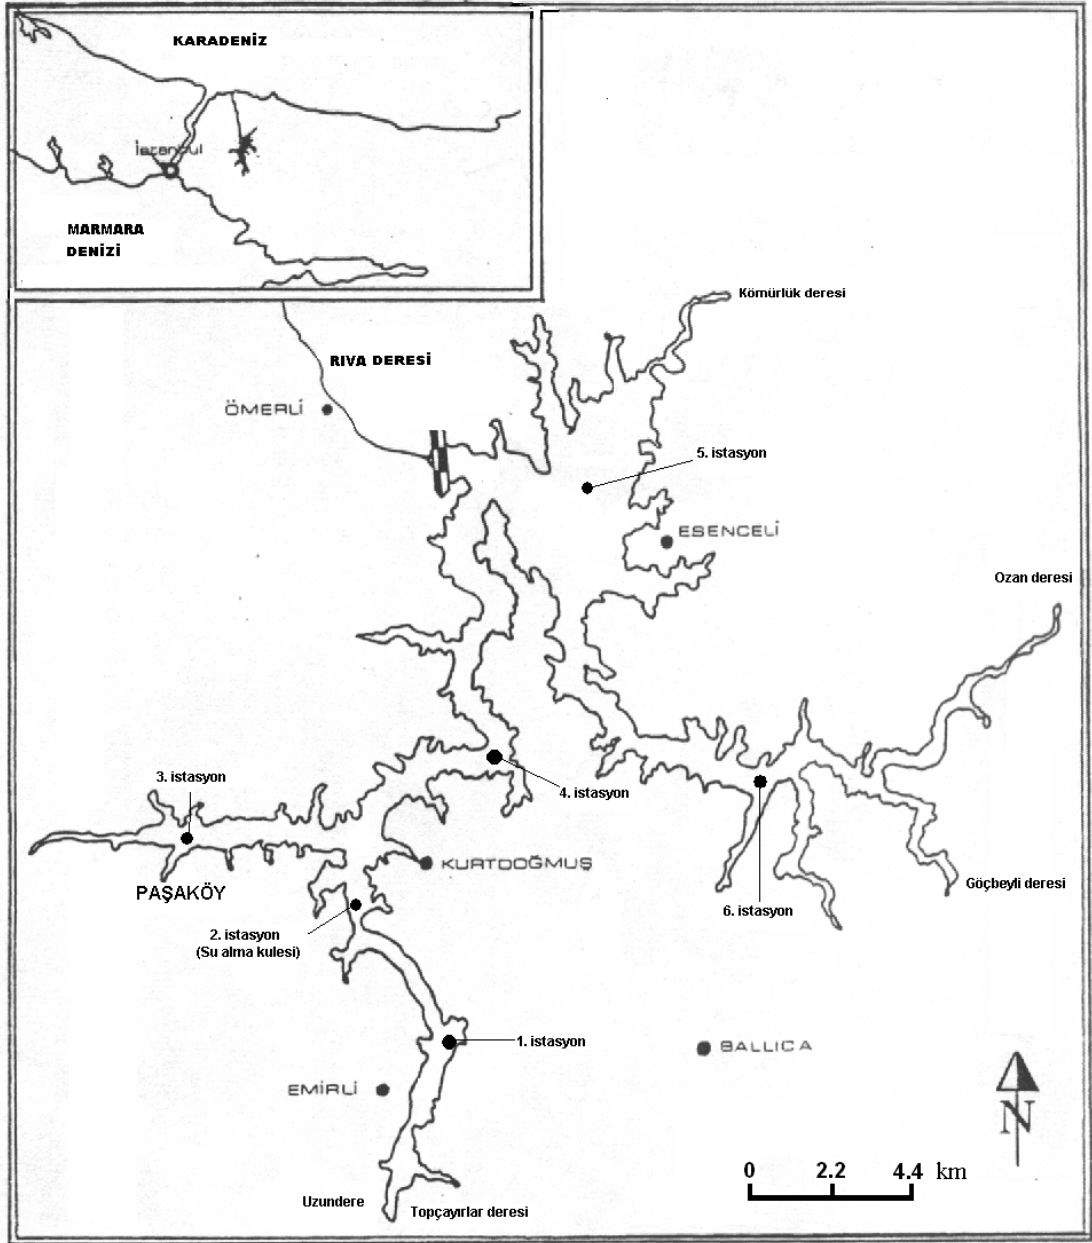 KARADENİZ
İstanbul
MARMARA
DENİZİ
Kömürlük deresi
RIVA DERESİ
ÖMERLİ
5. istasyon
ESENCELİ
Ozan deresi
3. istasyon
4. istasyon
KURTDOĞMUŞ
PAŞAKÖY
Göçbeyli deresi
6. istasyon
2. istasyon
(Su alma kulesi)
1. istasyon
BALLICA
EMİRLİ
N
0 2.2 4.4 km
Uzundere
Topçayırlar deresi